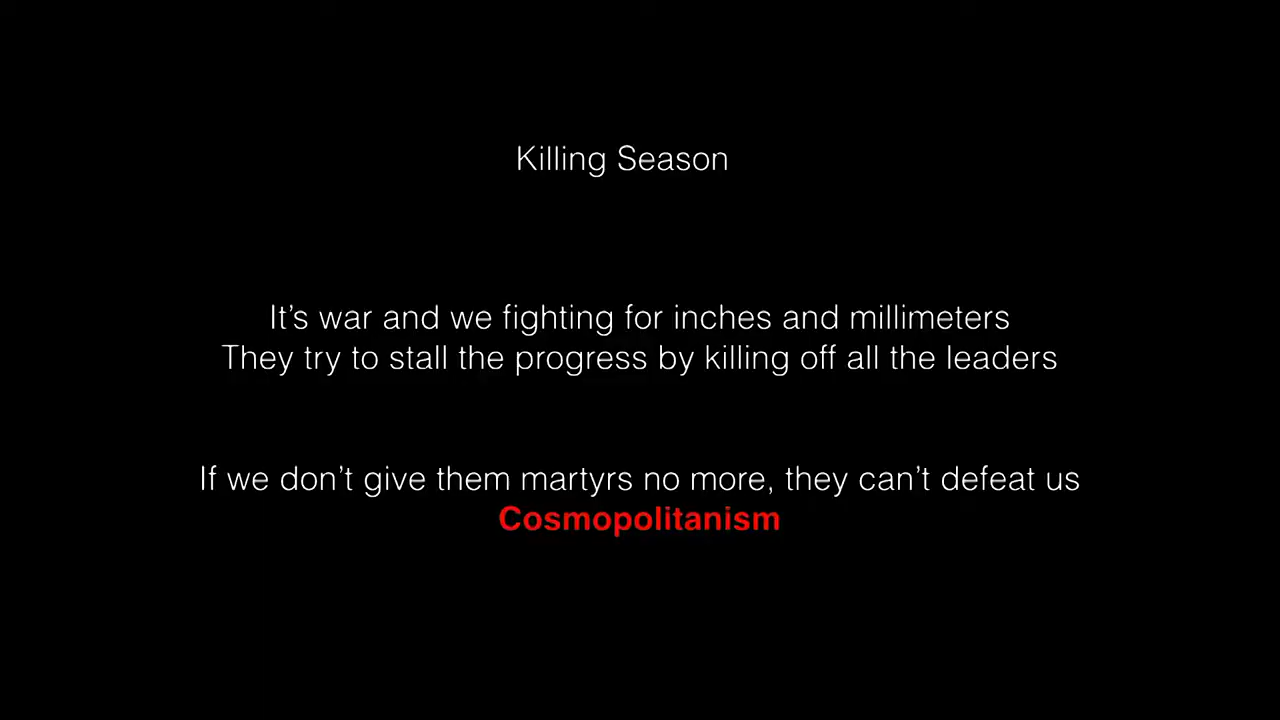 Killing Season
It’s war and we fighting for inches and millimeters
They try to stall the progress by killing off all the leaders
If we don’t give them martyrs no more, they can’t defeat us
Cosmopolitanism